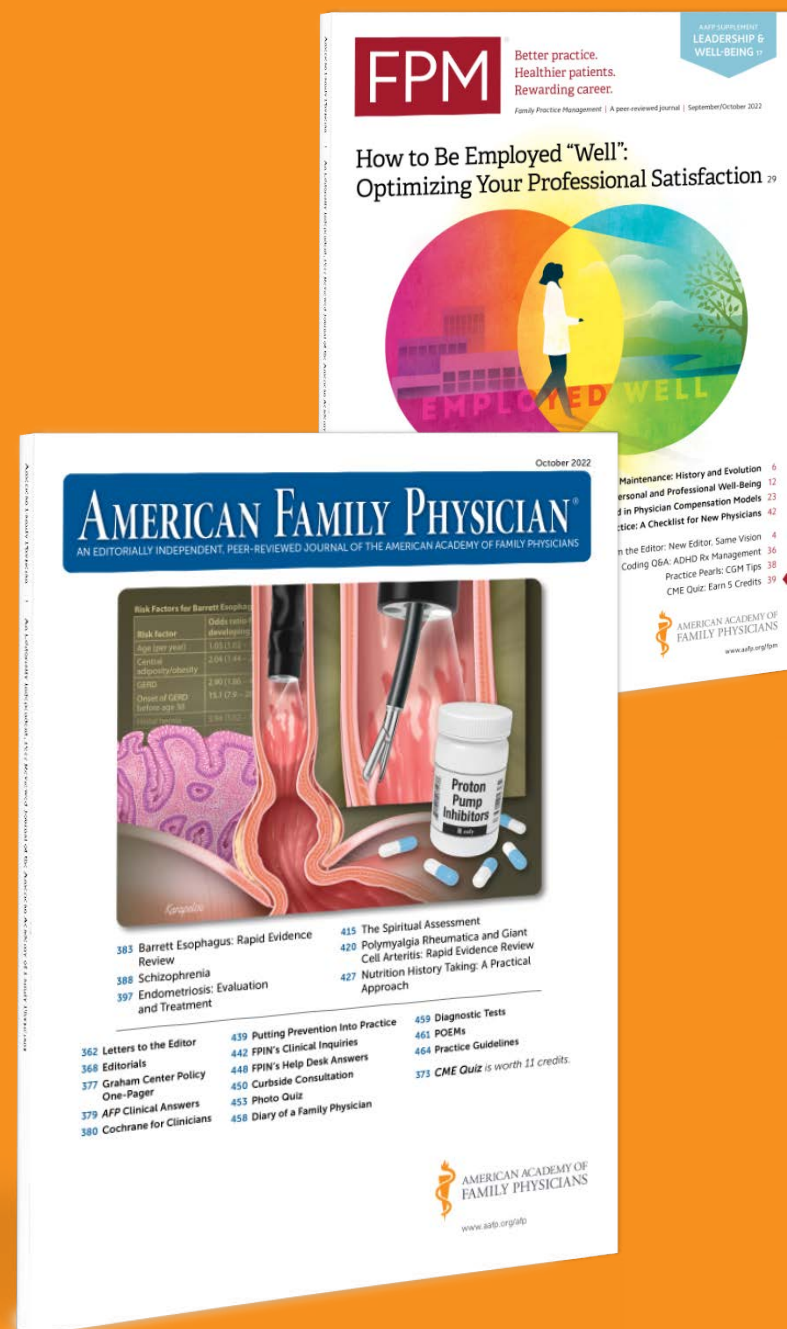 FPM
Better practice.
Healthier patients.
Rewarding career.
Family Practice Management | A peer-reviewed journal | September/October 2022
AAFP SUPPLEMENT
LEADERSHIP &
WELL-BEING 17
How to Be Employed “Well”:
Optimizing Your Professional Satisfaction 29
EMPLOYED WELL
Maintenance: History and Evolution 6
ersonal and Professional Well-Being 12
d in Physician Compensation Models 23
tice: A Checklist for New Physicians 42
m the Editor: New Editor, Same Vision 4
Coding Q&A: ADHD Rx Management 36
Practice Pearls: CGM Tips 38
CME Quiz: Earn 5 Credits 39
AMERICAN ACADEMY OF
FAMILY PHYSICIANS
www.aafp.org/fpm
October 2022
AMERICAN FAMILY PHYSICIAN®
AN EDITORIALLY INDEPENDENT, PEER-REVIEWED JOURNAL OF THE AMERICAN ACADEMY OF FAMILY PHYSICIANS
Risk Factors for Barrett Esophag
Risk factor
Odds ratio
developing
Age (per year)
Central
adiposity/obesity
GERD
Onset of GERD
before age 30
Proton
Pump
Inhibitors
Karapelou
383 Barrett Esophagus: Rapid Evidence
Review
388 Schizophrenia
397 Endometriosis: Evaluation
and Treatment
415 The Spiritual Assessment
420 Polymyalgia Rheumatica and Giant
Cell Arteritis: Rapid Evidence Review
427 Nutrition History Taking: A Practical
Approach
362 Letters to the Editor
368 Editorials
377 Graham Center Policy
One-Pager
379 AFP Clinical Answers
380 Cochrane for Clinicians
439 Putting Prevention Into Practice
442 FPIN’s Clinical Inquiries
448 FPIN’s Help Desk Answers
450 Curbside Consultation
453 Photo Quiz
458 Diary of a Family Physician
459 Diagnostic Tests
461 POEMs
464 Practice Guidelines
373 CME Quiz is worth 11 credits.
AMERICAN ACADEMY OF
FAMILY PHYSICIANS
www.aafp.org/afp